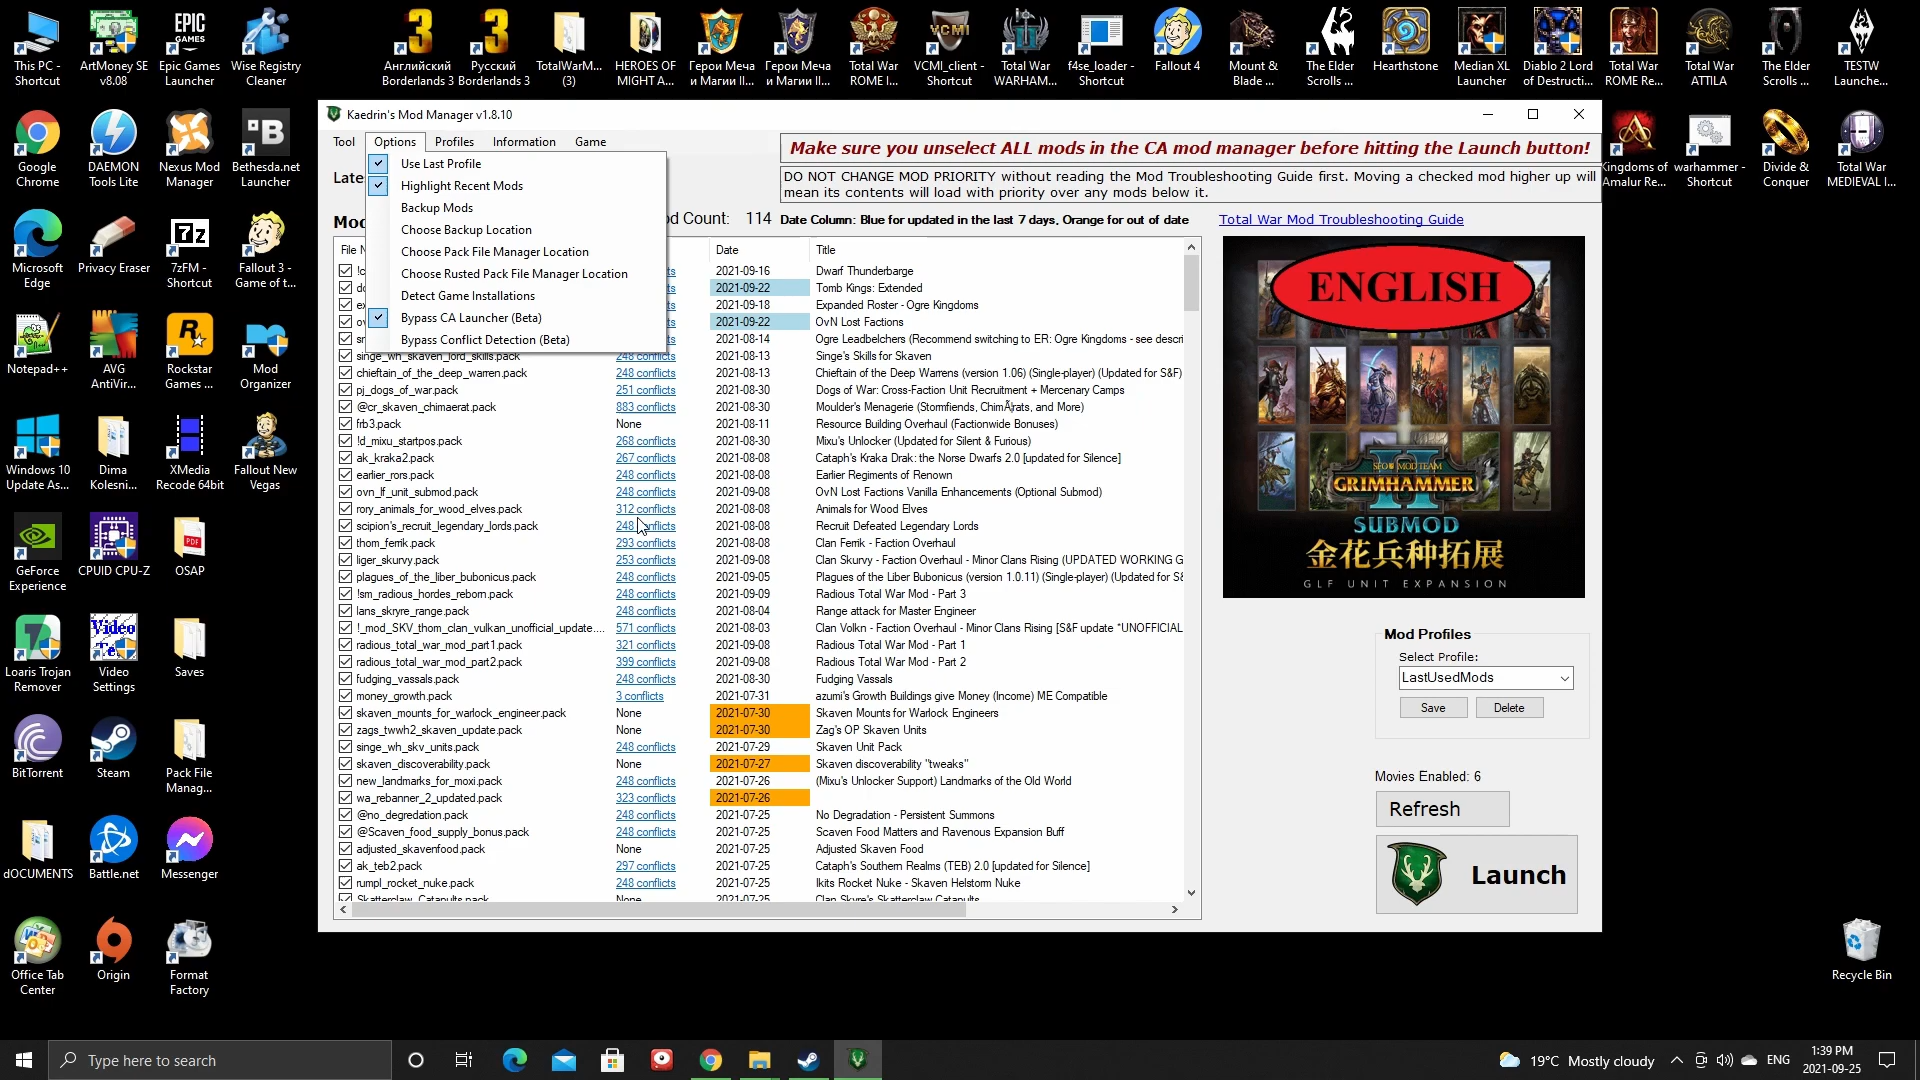 This PC -
Shortcut
ArtMoney SE
v8.08
EPIC
GAMES
Epic Games
Launcher
Wise Registry
Cleaner
Английский
Borderlands 3
Русский
Borderlands 3
TotalWarM...
(3)
HEROES OF
MIGHT A...
Герои Меча
и Магии II...
Герои Меча
и Магии II...
Total War
ROME I...
VCMI
VCMI_client -
Shortcut
Total War
WARHAM...
f4se_loader -
Shortcut
Fallout 4
Mount &
Blade ...
The Elder
Scrolls ...
Hearthstone
Median XL
Launcher
Diablo 2 Lord
of Destructi...
Total War
ROME Re...
Total War
ATTILA
The Elder
Scrolls ...
TESTW
Launche...
Google
Chrome
DAEMON
Tools Lite
Nexus Mod
Manager
Bethesda.net
Launcher
Kingdoms of
Amalur Re...
warhammer -
Shortcut
Divide &
Conquer
Total War
MEDIEVAL I...
Microsoft
Edge
Privacy Eraser
7z
7zFM -
Shortcut
Fallout 3 -
Game of t...
Notepad++
AVG
AntiVir...
Rockstar
Games ...
Mod
Organizer
Windows 10
Update As...
Dima
Kolesni...
XMedia
Recode 64bit
Fallout New
Vegas
GeForce
Experience
CPUID CPU-Z
PDF
OSAP
Loaris Trojan
Remover
Video
Settings
Saves
BitTorrent
Steam
Pack File
Manag...
dOCUMENTS
Battle.net
Messenger
Office Tab
Center
Origin
Format
Factory
Recycle Bin
Kaedrin's Mod Manager v1.8.10
Tool Options Profiles Information Game
Use Last Profile
Highlight Recent Mods
Backup Mods
Choose Backup Location
Choose Pack File Manager Location
Choose Rusted Pack File Manager Location
Detect Game Installations
Bypass CA Launcher (Beta)
Bypass Conflict Detection (Beta)
Make sure you unselect ALL mods in the CA mod manager before hitting the Launch button!
DO NOT CHANGE MOD PRIORITY without reading the Mod Troubleshooting Guide first. Moving a checked mod higher up will
mean its contents will load with priority over any mods below it.
Late
Mod
od Count: 114 Date Column: Blue for updated in the last 7 days, Orange for out of date
Total War Mod Troubleshooting Guide
File N Date Title
!c cts 2021-09-16 Dwarf Thunderbarge
dc cts 2021-09-22 Tomb Kings: Extended
ex cts 2021-09-18 Expanded Roster - Ogre Kingdoms
ov cts 2021-09-22 OvN Lost Factions
sr cts 2021-08-14 Ogre Leadbelchers (Recommend switching to ER: Ogre Kingdoms - see descri
singe_wh_skaven_lord_skills.pack 248 conflicts 2021-08-13 Singe's Skills for Skaven
chieftain_of_the_deep_warren.pack 248 conflicts 2021-08-13 Chieftain of the Deep Warrens (version 1.06) (Single-player) (Updated for S&F)
pj_dogs_of_war.pack 251 conflicts 2021-08-30 Dogs of War: Cross-Faction Unit Recruitment + Mercenary Camps
@cr_skaven_chimaerat.pack 883 conflicts 2021-08-30 Moulder's Menagerie (Stormfiends, ChimÃ¦rats, and More)
frb3.pack None 2021-08-11 Resource Building Overhaul (Factionwide Bonuses)
!d_mixu_startpos.pack 268 conflicts 2021-08-30 Mixu's Unlocker (Updated for Silent & Furious)
ak_kraka2.pack 267 conflicts 2021-08-08 Cataph's Kraka Drak: the Norse Dwarfs 2.0 [updated for Silence]
earlier_rors.pack 248 conflicts 2021-08-08 Earlier Regiments of Renown
ovn_lf_unit_submod.pack 248 conflicts 2021-09-08 OvN Lost Factions Vanilla Enhancements (Optional Submod)
rory_animals_for_wood_elves.pack 312 conflicts 2021-08-08 Animals for Wood Elves
scipion's_recruit_legendary_lords.pack 248 conflicts 2021-08-08 Recruit Defeated Legendary Lords
thom_ferrik.pack 293 conflicts 2021-08-08 Clan Ferrik - Faction Overhaul
liger_skurvy.pack 253 conflicts 2021-09-08 Clan Skurvy - Faction Overhaul - Minor Clans Rising (UPDATED WORKING G
plagues_of_the_liber_bubonicus.pack 248 conflicts 2021-09-05 Plagues of the Liber Bubonicus (version 1.0.11) (Single-player) (Updated for S&
!sm_radious_hordes_reborn.pack 248 conflicts 2021-09-09 Radious Total War Mod - Part 3
lans_skryre_range.pack 248 conflicts 2021-08-04 Range attack for Master Engineer
!_mod_SKV_thom_clan_vulkan_unofficial_update.... 571 conflicts 2021-08-03 Clan Volkn - Faction Overhaul - Minor Clans Rising [S&F update *UNOFFICIAL
radious_total_war_mod_part1.pack 321 conflicts 2021-09-08 Radious Total War Mod - Part 1
radious_total_war_mod_part2.pack 399 conflicts 2021-09-08 Radious Total War Mod - Part 2
fudging_vassals.pack 248 conflicts 2021-08-30 Fudging Vassals
money_growth.pack 3 conflicts 2021-07-31 azumi's Growth Buildings give Money (Income) ME Compatible
skaven_mounts_for_warlock_engineer.pack None 2021-07-30 Skaven Mounts for Warlock Engineers
zags_twwh2_skaven_update.pack None 2021-07-30 Zag's OP Skaven Units
singe_wh_skv_units.pack 248 conflicts 2021-07-29 Skaven Unit Pack
skaven_discoverability.pack None 2021-07-27 Skaven discoverability "tweaks"
new_landmarks_for_moxi.pack 248 conflicts 2021-07-26 (Mixu's Unlocker Support) Landmarks of the Old World
wa_rebanner_2_updated.pack 323 conflicts 2021-07-26
@no_degredation.pack 248 conflicts 2021-07-25 No Degradation - Persistent Summons
@Scaven_food_supply_bonus.pack 248 conflicts 2021-07-25 Scaven Food Matters and Ravenous Expansion Buff
adjusted_skavenfood.pack None 2021-07-25 Adjusted Skaven Food
ak_teb2.pack 297 conflicts 2021-07-25 Cataph's Southern Realms (TEB) 2.0 [updated for Silence]
rumpl_rocket_nuke.pack 248 conflicts 2021-07-25 Ikits Rocket Nuke - Skaven Helstorm Nuke
Skatterclaw_Catapults.pack None 2021-07-25 Clan Skyre's Skatterclaw Catapults
ENGLISH
SFO MOD TEAM
GRIMHAMMER
II
SUBMOD
金花兵种拓展
GLF UNIT EXPANSION
Mod Profiles
Select Profile:
LastUsedMods
Save Delete
Movies Enabled: 6
Refresh
Launch
Type here to search
19°C Mostly cloudy
ENG
1:39 PM
2021-09-25